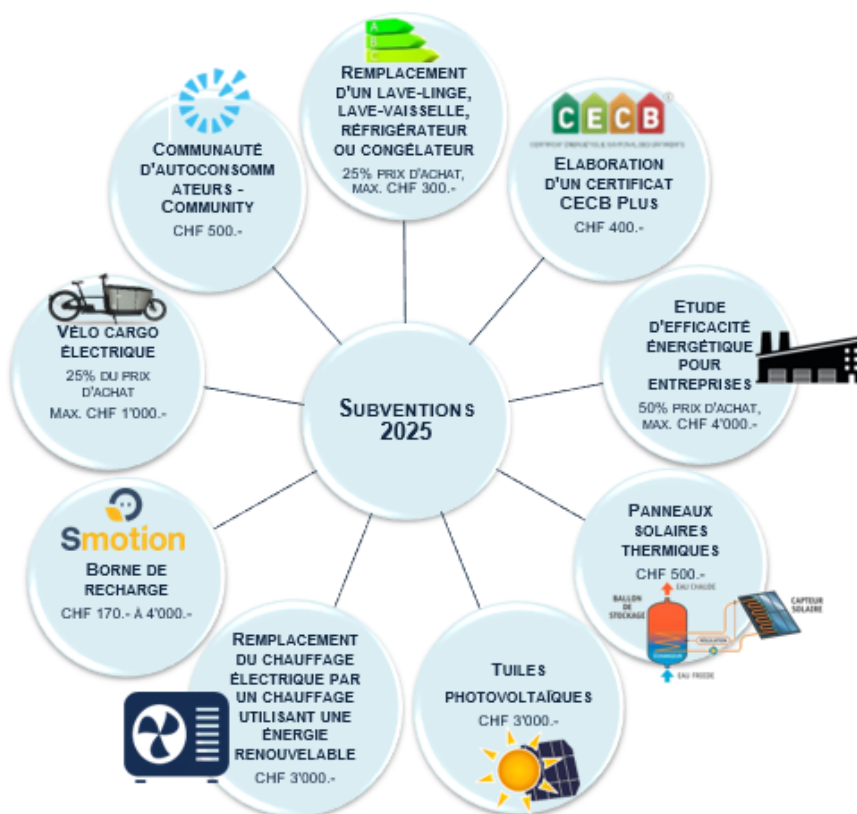 A
B
C
REMPLACEMENT
D'UN LAVE-LINGE,
LAVE-VAISSELLE,
RÉFRIGÉRATEUR
OU CONGÉLATEUR
25% PRIX D'ACHAT,
MAX. CHF 300.-
CECB
ELABORATION
D'UN CERTIFICAT
CECB PLUS
CHF 400.-
ETUDE
D'EFFICACITÉ
ÉNERGÉTIQUE
POUR
ENTREPRISES
50% PRIX D'ACHAT,
MAX. CHF 4'000.-
PANNEAUX
SOLAIRES
THERMIQUES
CHF 500.-
EAU CHAUDE
BALLON
DE
STOCKAGE
CAPTEUR
SOLAIRE
EAU FROIDE
TUILES
PHOTOVOLTAÏQUES
CHF 3'000.-
REMPLACEMENT
DU CHAUFFAGE
ÉLECTRIQUE PAR
UN CHAUFFAGE
UTILISANT UNE
ÉNERGIE
RENOUVELABLE
CHF 3'000.-
Smotion
BORNE DE
RECHARGE
CHF 170.- À 4'000.-
VÉLO CARGO
ÉLECTRIQUE
25% DU PRIX
D'ACHAT
MAX. CHF 1'000.-
COMMUNAUTÉ
D'AUTOCONSOMM
ATEURS -
COMMUNITY
CHF 500.-
SUBVENTIONS
2025